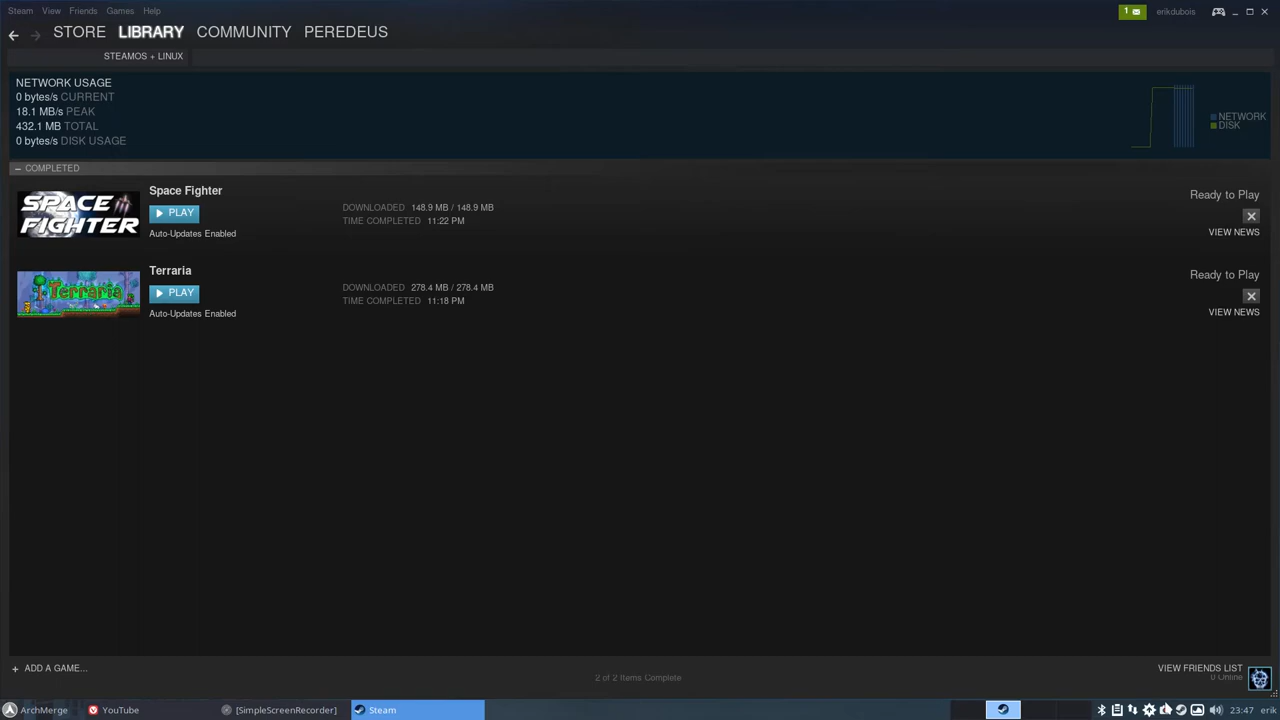 Steam View Friends Games Help
1 erikdubois
STORE LIBRARY COMMUNITY PEREDEUS
STEAMOS + LINUX
NETWORK USAGE
0 bytes/s CURRENT
18.1 MB/s PEAK
432.1 MB TOTAL
0 bytes/s DISK USAGE
NETWORK
DISK
– COMPLETED
SPACE FIGHTER
Space Fighter
PLAY
Auto-Updates Enabled
DOWNLOADED 148.9 MB / 148.9 MB
TIME COMPLETED 11:22 PM
Ready to Play
VIEW NEWS
Terraria
Terraria
PLAY
Auto-Updates Enabled
DOWNLOADED 278.4 MB / 278.4 MB
TIME COMPLETED 11:18 PM
Ready to Play
VIEW NEWS
+ ADD A GAME...
2 of 2 Items Complete
VIEW FRIENDS LIST
0 Online
ArchMerge YouTube [SimpleScreenRecorder] Steam 23:47 erik